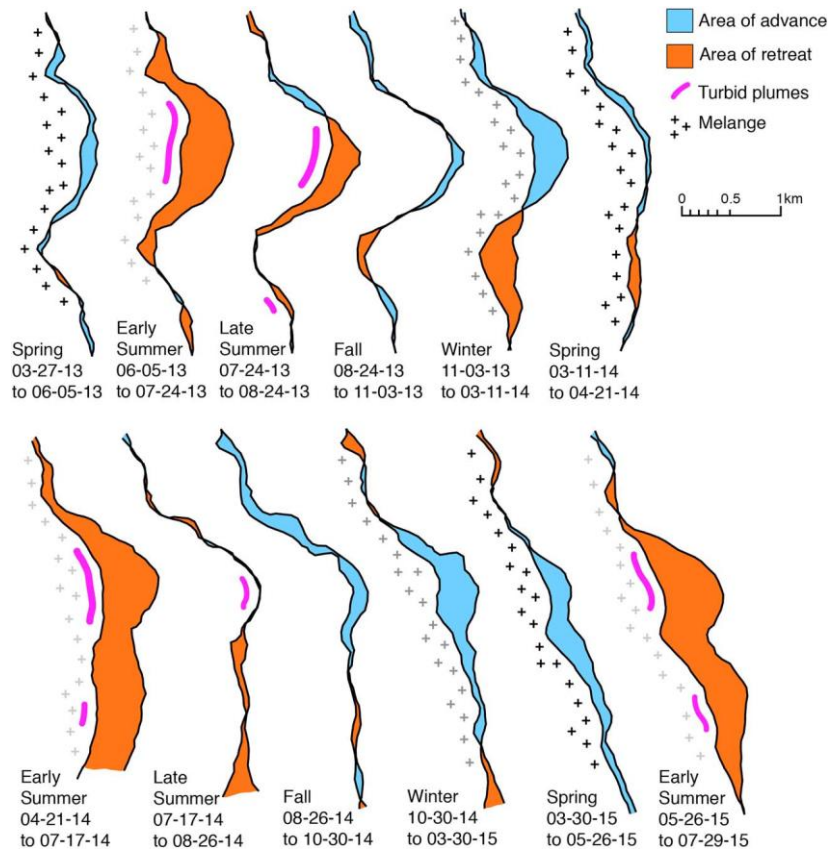 Area of advance
Area of retreat
Turbid plumes
Melange
0 0.5 1km
Spring
03-27-13
to 06-05-13
Early
Summer
06-05-13
to 07-24-13
Late
Summer
07-24-13
to 08-24-13
Fall
08-24-13
to 11-03-13
Winter
11-03-13
to 03-11-14
Spring
03-11-14
to 04-21-14
Early
Summer
04-21-14
to 07-17-14
Late
Summer
07-17-14
to 08-26-14
Fall
08-26-14
to 10-30-14
Winter
10-30-14
to 03-30-15
Spring
03-30-15
to 05-26-15
Early
Summer
05-26-15
to 07-29-15